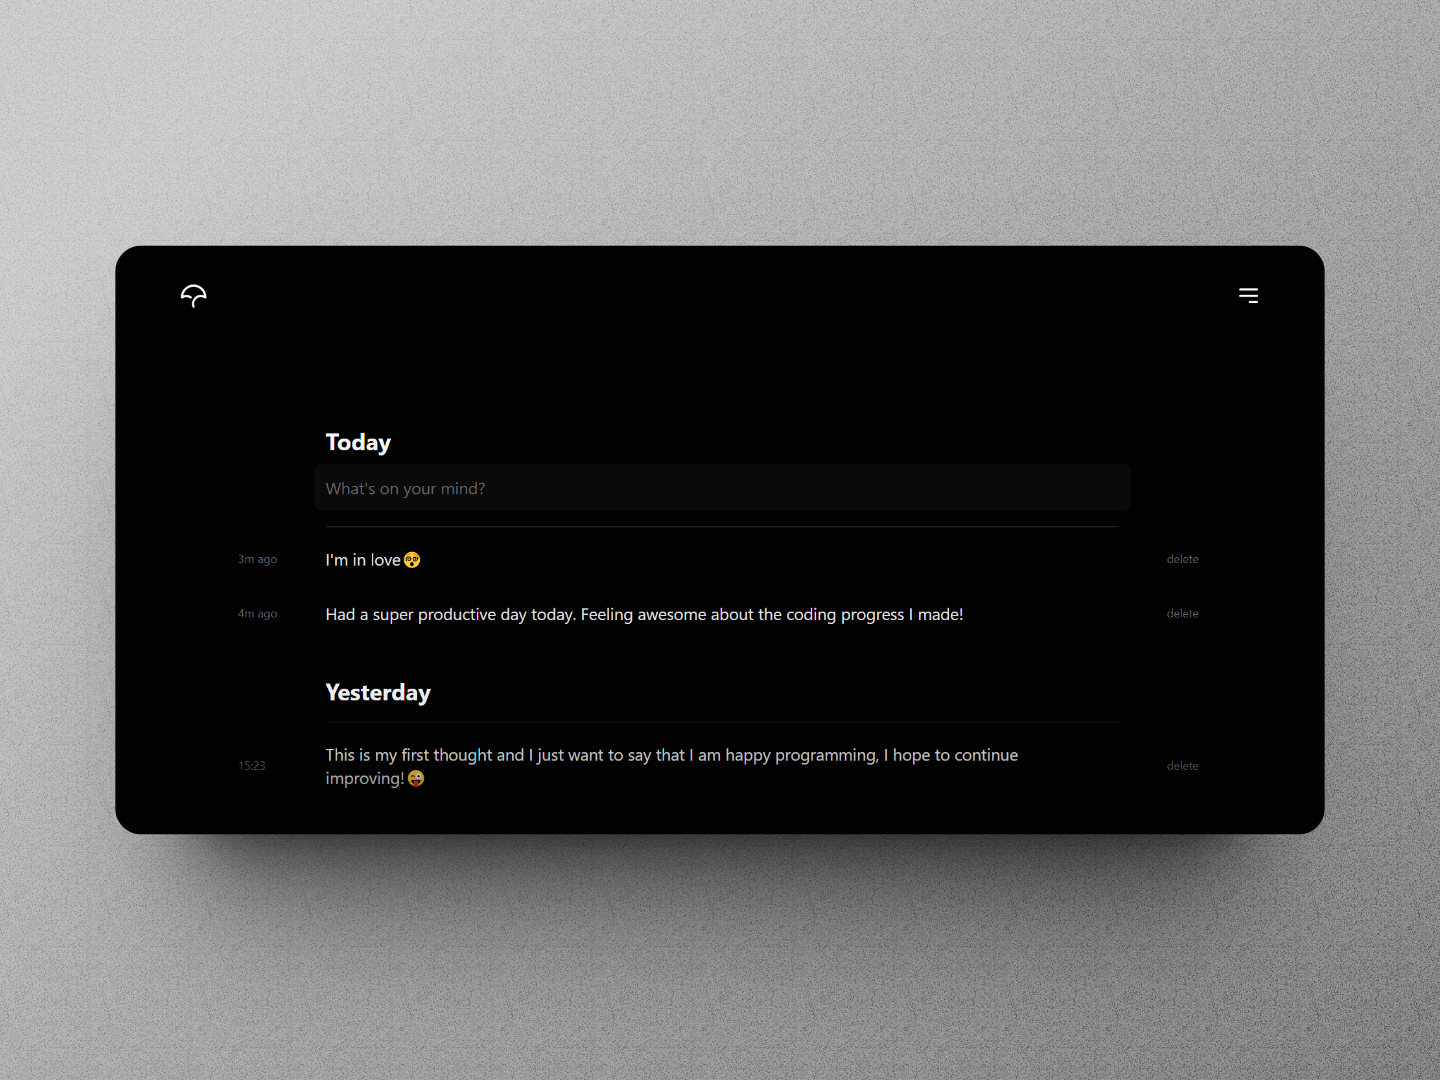 Today
What's on your mind?
3m ago I'm in love😵‍💫 delete
4m ago Had a super productive day today. Feeling awesome about the coding progress I made! delete
Yesterday
This is my first thought and I just want to say that I am happy programming, I hope to continue
15:23 improving!😜 delete